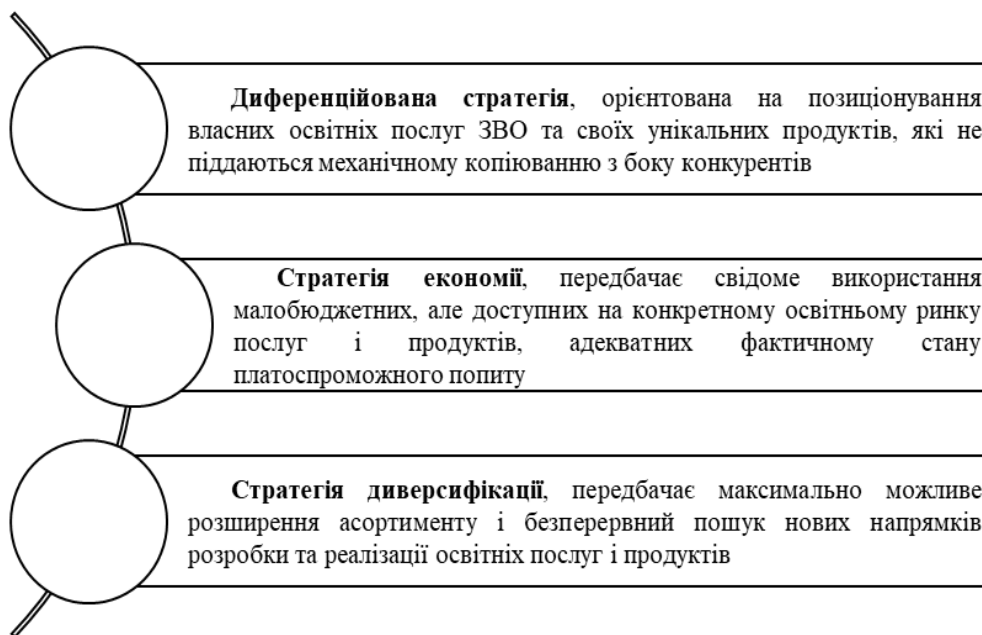 Диференційована стратегія, орієнтована на позиціонування
власних освітніх послуг ЗВО та своїх унікальних продуктів, які не
піддаються механічному копіюванню з боку конкурентів
Стратегія економії, передбачає свідоме використання
малобюджетних, але доступних на конкретному освітньому ринку
послуг і продуктів, адекватних фактичному стану
платоспроможного попиту
Стратегія диверсифікації, передбачає максимально можливе
розширення асортименту і безперервний пошук нових напрямків
розробки та реалізації освітніх послуг і продуктів